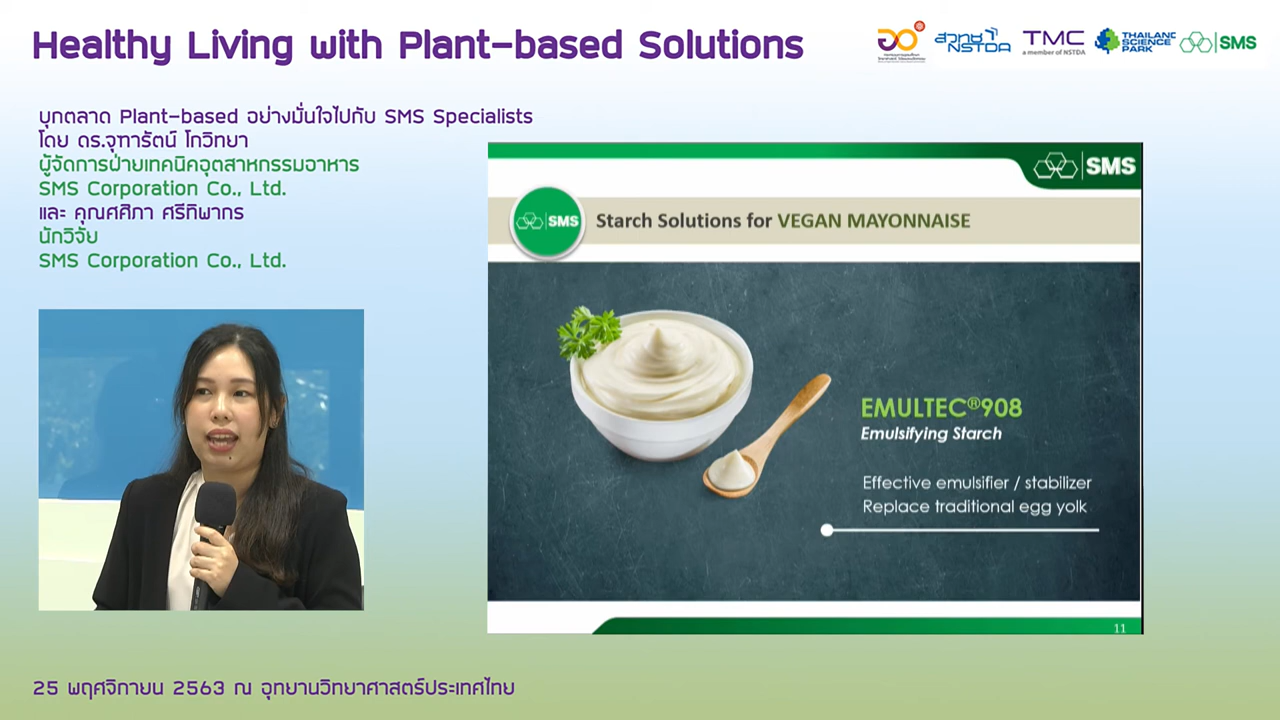 Healthy Living with Plant-based Solutions
สวทช
NSTDA
TMC
a member of NSTDA
THAILAND
SCIENCE
PARK
SMS
บุกตลาด Plant-based อย่างมั่นใจไปกับ SMS Specialists
โดย ดร.จุฑารัตน์ โกวิทยา
ผู้จัดการฝ่ายเทคนิคอุตสาหกรรมอาหาร
SMS Corporation Co., Ltd.
และ คุณศศิภา ศรีทิพากร
นักวิจัย
SMS Corporation Co., Ltd.
SMS
SMS
Starch Solutions for VEGAN MAYONNAISE
EMULTEC®908
Emulsifying Starch
Effective emulsifier / stabilizer
Replace traditional egg yolk
11
25 พฤศจิกายน 2563 ณ อุทยานวิทยาศาสตร์ประเทศไทย